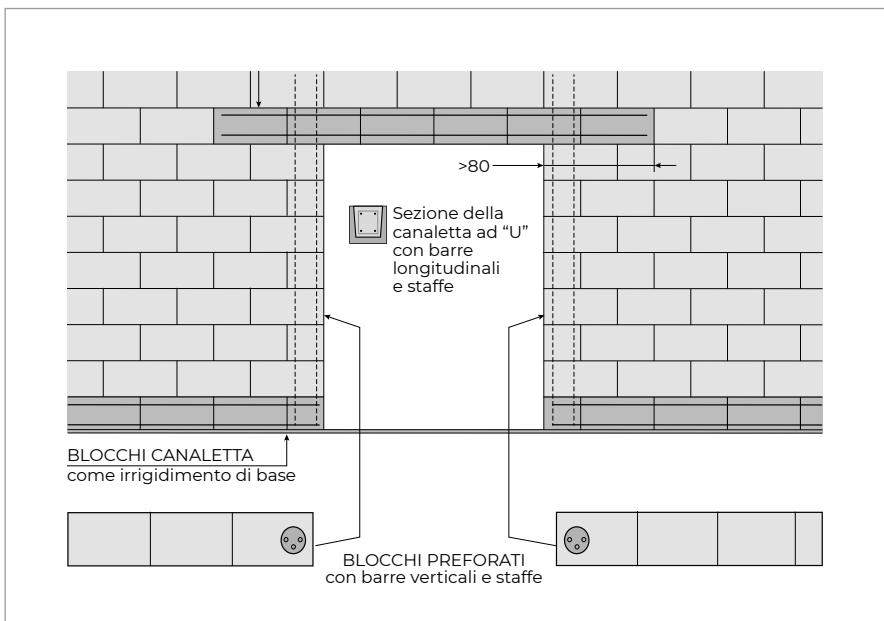 >80
Sezione della
canaletta ad “U”
con barre
longitudinali
e staffe
BLOCCHI CANALETTA
come irrigidimento di base
BLOCCHI PREFORATI
con barre verticali e staffe